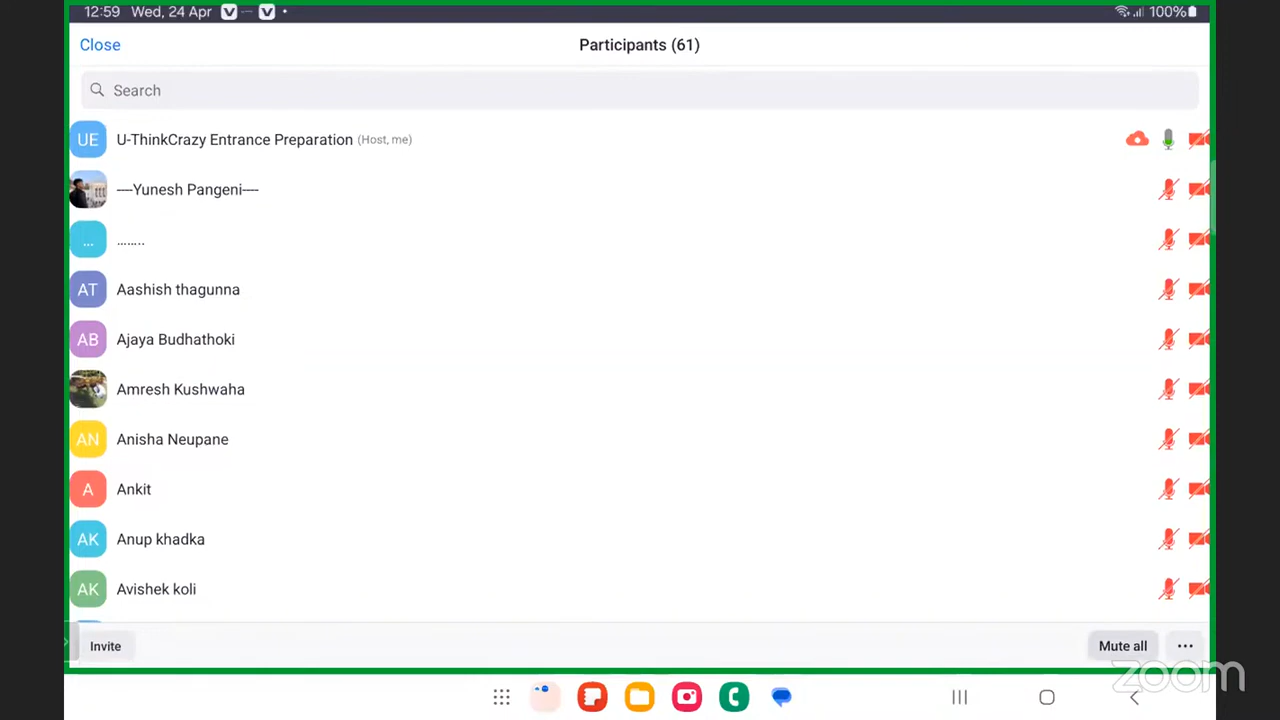 12:59 Wed, 24 Apr
100%
Close
Participants (61)
Search
UE U-ThinkCrazy Entrance Preparation (Host, me)
----Yunesh Pangeni----
... ........
AT Aashish thagunna
AB Ajaya Budhathoki
Amresh Kushwaha
AN Anisha Neupane
A Ankit
AK Anup khadka
AK Avishek koli
Invite
Mute all
zoom